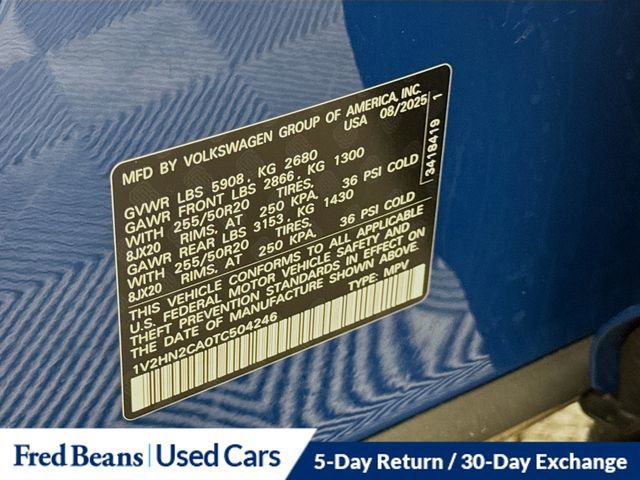 MFD BY VOLKSWAGEN GROUP OF AMERICA, INC.
USA 08/2025
GVWR LBS 5908, KG 2680
GAWR FRONT LBS 2866, KG 1300
WITH 255/50R20 TIRES,
8JX20 RIMS, AT 250 KPA, 36 PSI COLD
GAWR REAR LBS 3153, KG 1430
WITH 255/50R20 TIRES,
8JX20 RIMS, AT 250 KPA, 36 PSI COLD
THIS VEHICLE CONFORMS TO ALL APPLICABLE
U.S. FEDERAL MOTOR VEHICLE SAFETY AND
THEFT PREVENTION STANDARDS IN EFFECT ON
THE DATE OF MANUFACTURE SHOWN ABOVE.
1V2HN2CA0TC504246 TYPE: MPV
3418419 1
Fred Beans Used Cars
5-Day Return / 30-Day Exchange